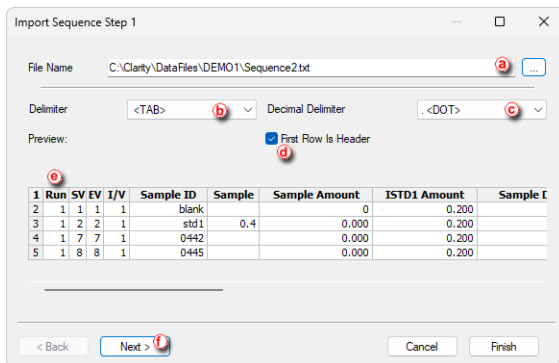 Import Sequence Step 1
File Name C:\Clarity\DataFiles\DEMO1\Sequence2.txt a ...
Delimiter <TAB> b Decimal Delimiter . <DOT> c
Preview: First Row Is Header
d
e
1 Run SV EV I/V Sample ID Sample Sample Amount ISTD1 Amount Sample D
2 1 1 1 1 blank 0 0.200
3 1 2 2 1 std1 0.4 0.000 0.200
4 1 7 7 1 0442 0.000 0.200
5 1 8 8 1 0445 0.000 0.200
< Back Next > f Cancel Finish